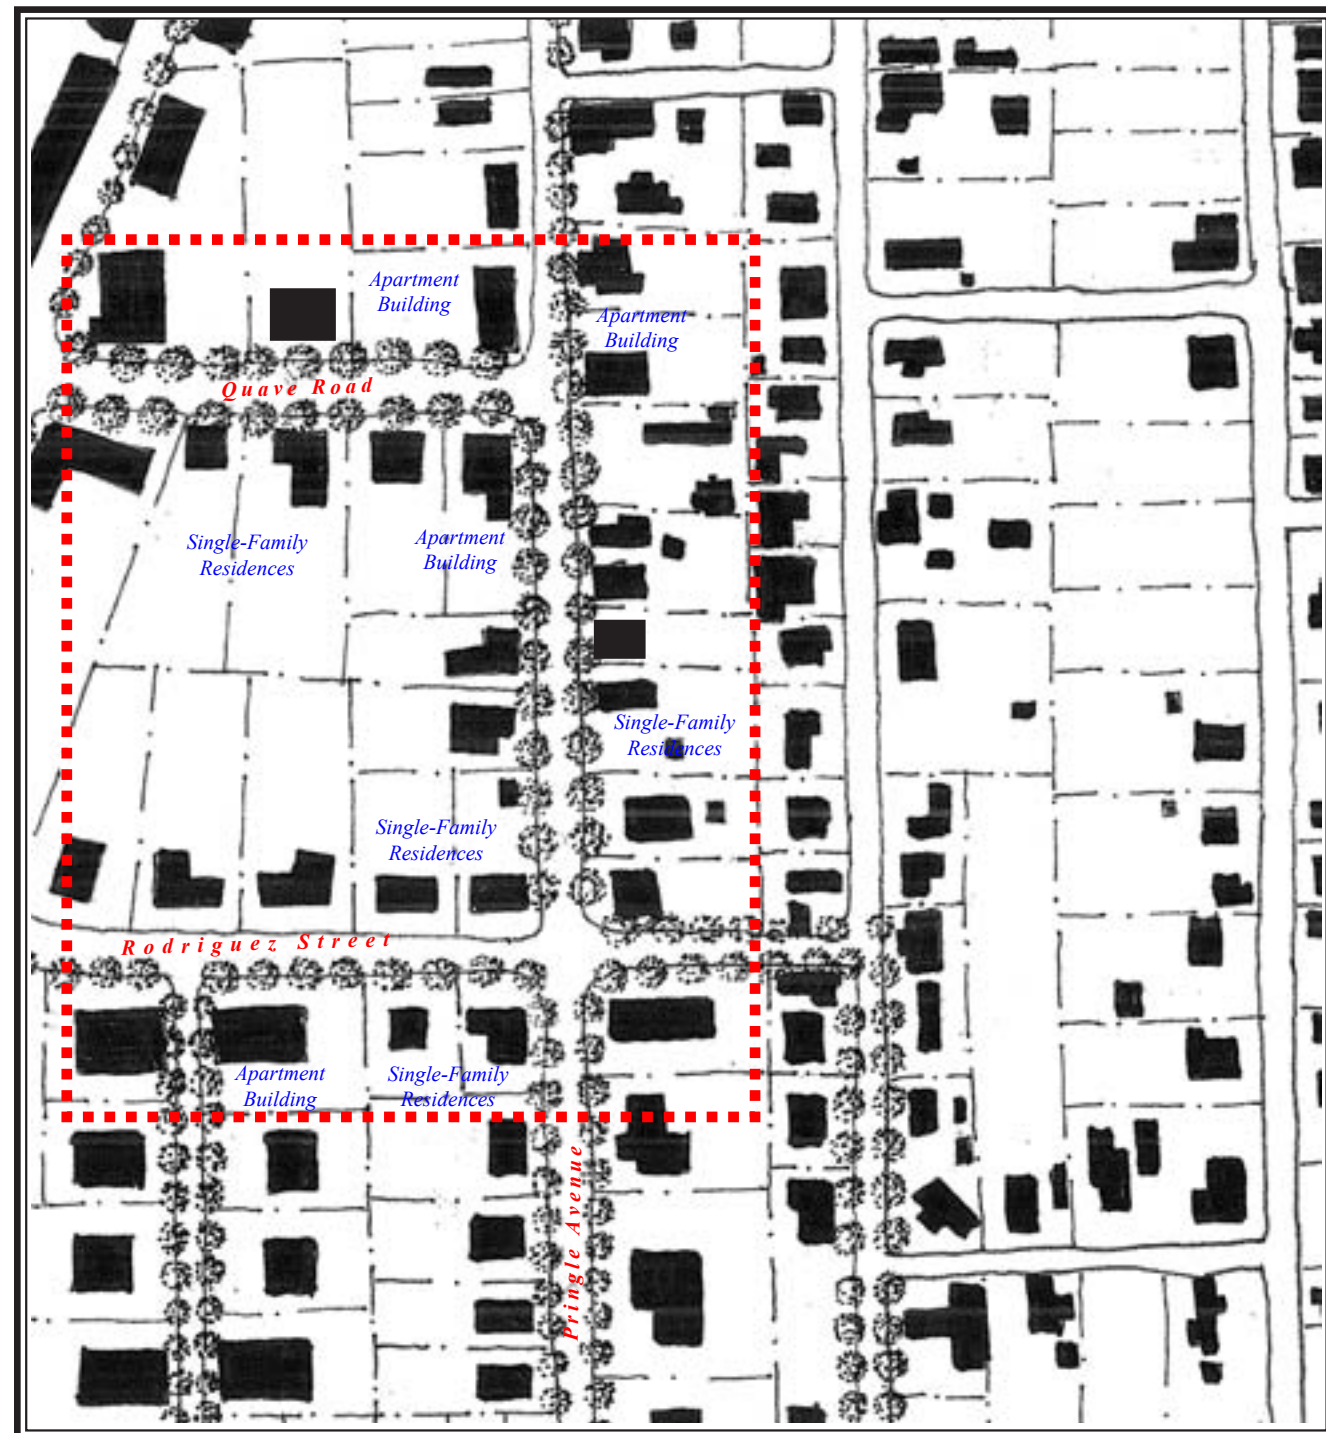 Apartment
Building
Apartment
Building
Quave Road
Single-Family
Residences
Apartment
Building
Single-Family
Residences
Single-Family
Residences
Rodriguez Street
Apartment
Building
Single-Family
Residences
Pringle Avenue